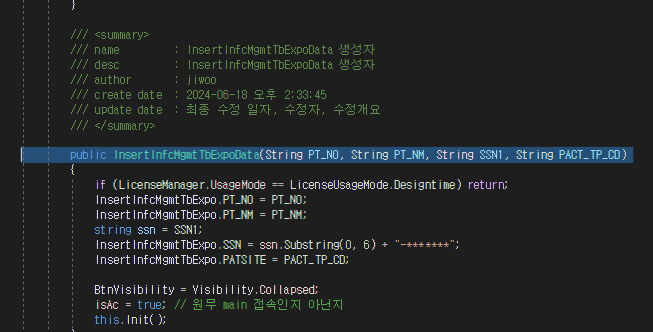 }
/// <summary>
/// name : InsertInfcMgmtTbExpoData 생성자
/// desc : InsertInfcMgmtTbExpoData 생성자
/// author : jiwoo
/// create date : 2024-06-18 오후 2:33:45
/// update date : 최종 수정 일자, 수정자, 수정개요
/// </summary>
public InsertInfcMgmtTbExpoData(String PT_NO, String PT_NM, String SSN1, String PACT_TP_CD)
{
if (LicenseManager.UsageMode == LicenseUsageMode.Designtime) return;
InsertInfcMgmtTbExpo.PT_NO = PT_NO;
InsertInfcMgmtTbExpo.PT_NM = PT_NM;
string ssn = SSN1;
InsertInfcMgmtTbExpo.SSN = ssn.Substring(0, 6) + "-*******";
InsertInfcMgmtTbExpo.PATSITE = PACT_TP_CD;
BtnVisibility = Visibility.Collapsed;
isAc = true; // 원무 main 접속인지 아닌지
this.Init();